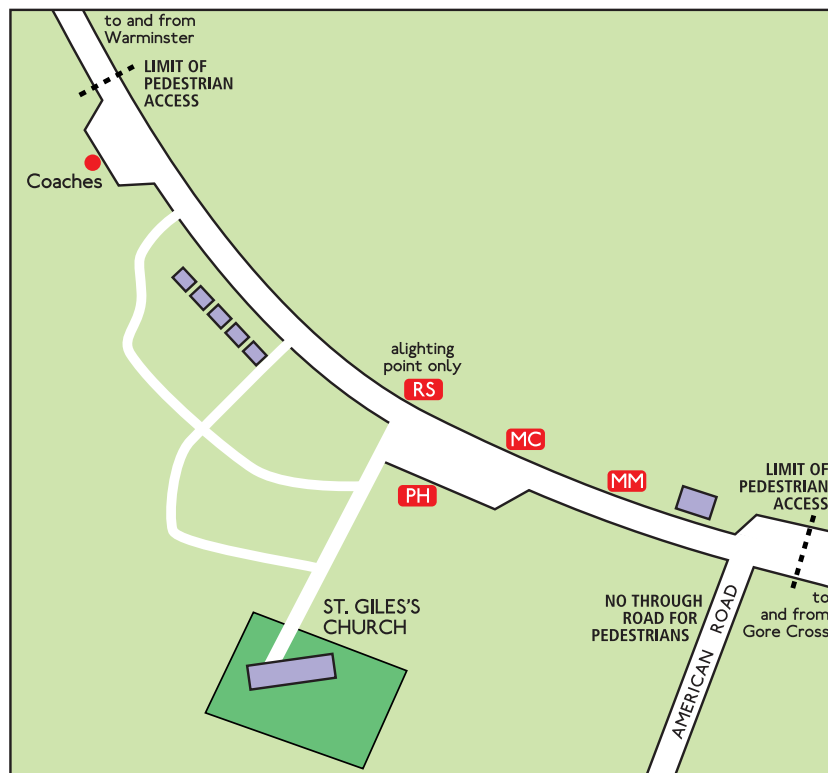 to and from
Warminster
LIMIT OF
PEDESTRIAN
ACCESS
Coaches
alighting
point only
RS
MC
MM
PH
LIMIT OF
PEDESTRIAN
ACCESS
ST. GILES'S
CHURCH
NO THROUGH
ROAD FOR
PEDESTRIANS
AMERICAN ROAD
to
and from
Gore Cross